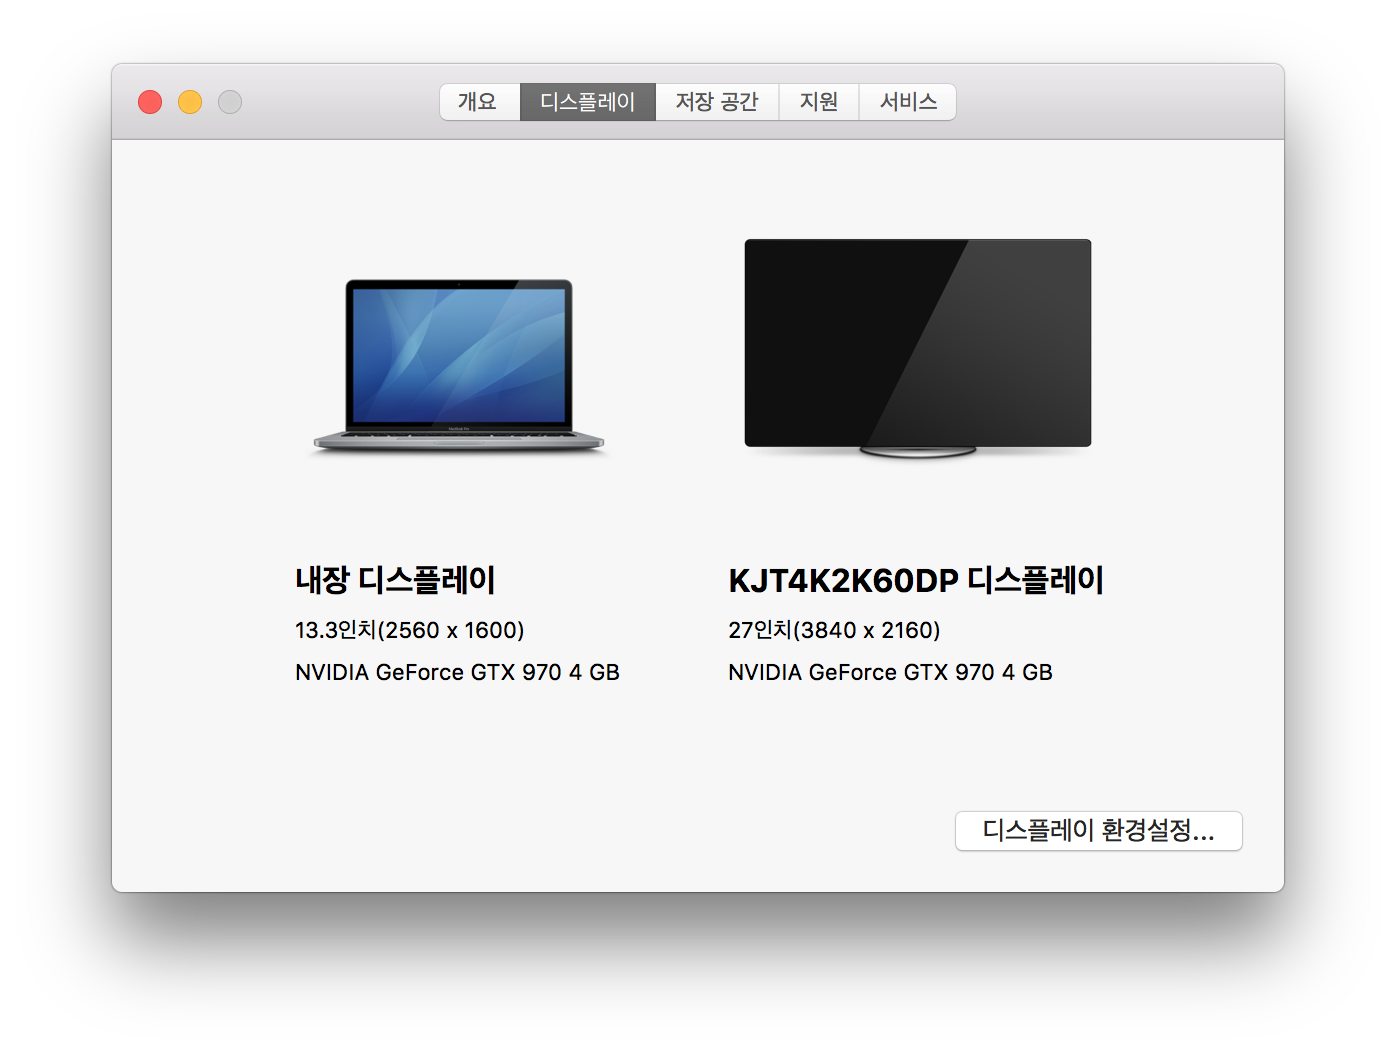 개요 디스플레이 저장 공간 지원 서비스
내장 디스플레이
13.3인치(2560 x 1600)
NVIDIA GeForce GTX 970 4 GB
KJT4K2K60DP 디스플레이
27인치(3840 x 2160)
NVIDIA GeForce GTX 970 4 GB
디스플레이 환경설정...